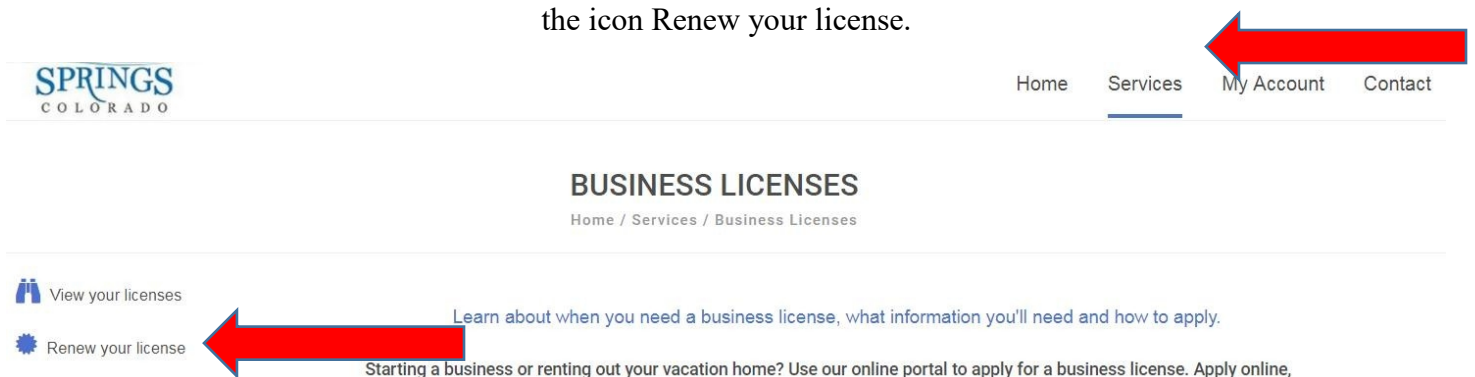 the icon Renew your license.
SPRINGS
COLORADO
Home Services My Account Contact
BUSINESS LICENSES
Home / Services / Business Licenses
View your licenses
Learn about when you need a business license, what information you'll need and how to apply.
Renew your license
Starting a business or renting out your vacation home? Use our online portal to apply for a business license. Apply online,